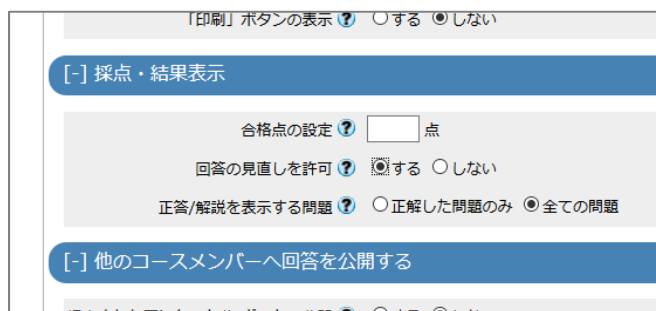 「印刷」ボタンの表示 ? する しない
[-] 採点・結果表示
合格点の設定 ? 点
回答の見直しを許可 ? する しない
正答/解説を表示する問題 ? 正解した問題のみ 全ての問題
[-] 他のコースメンバーへ回答を公開する